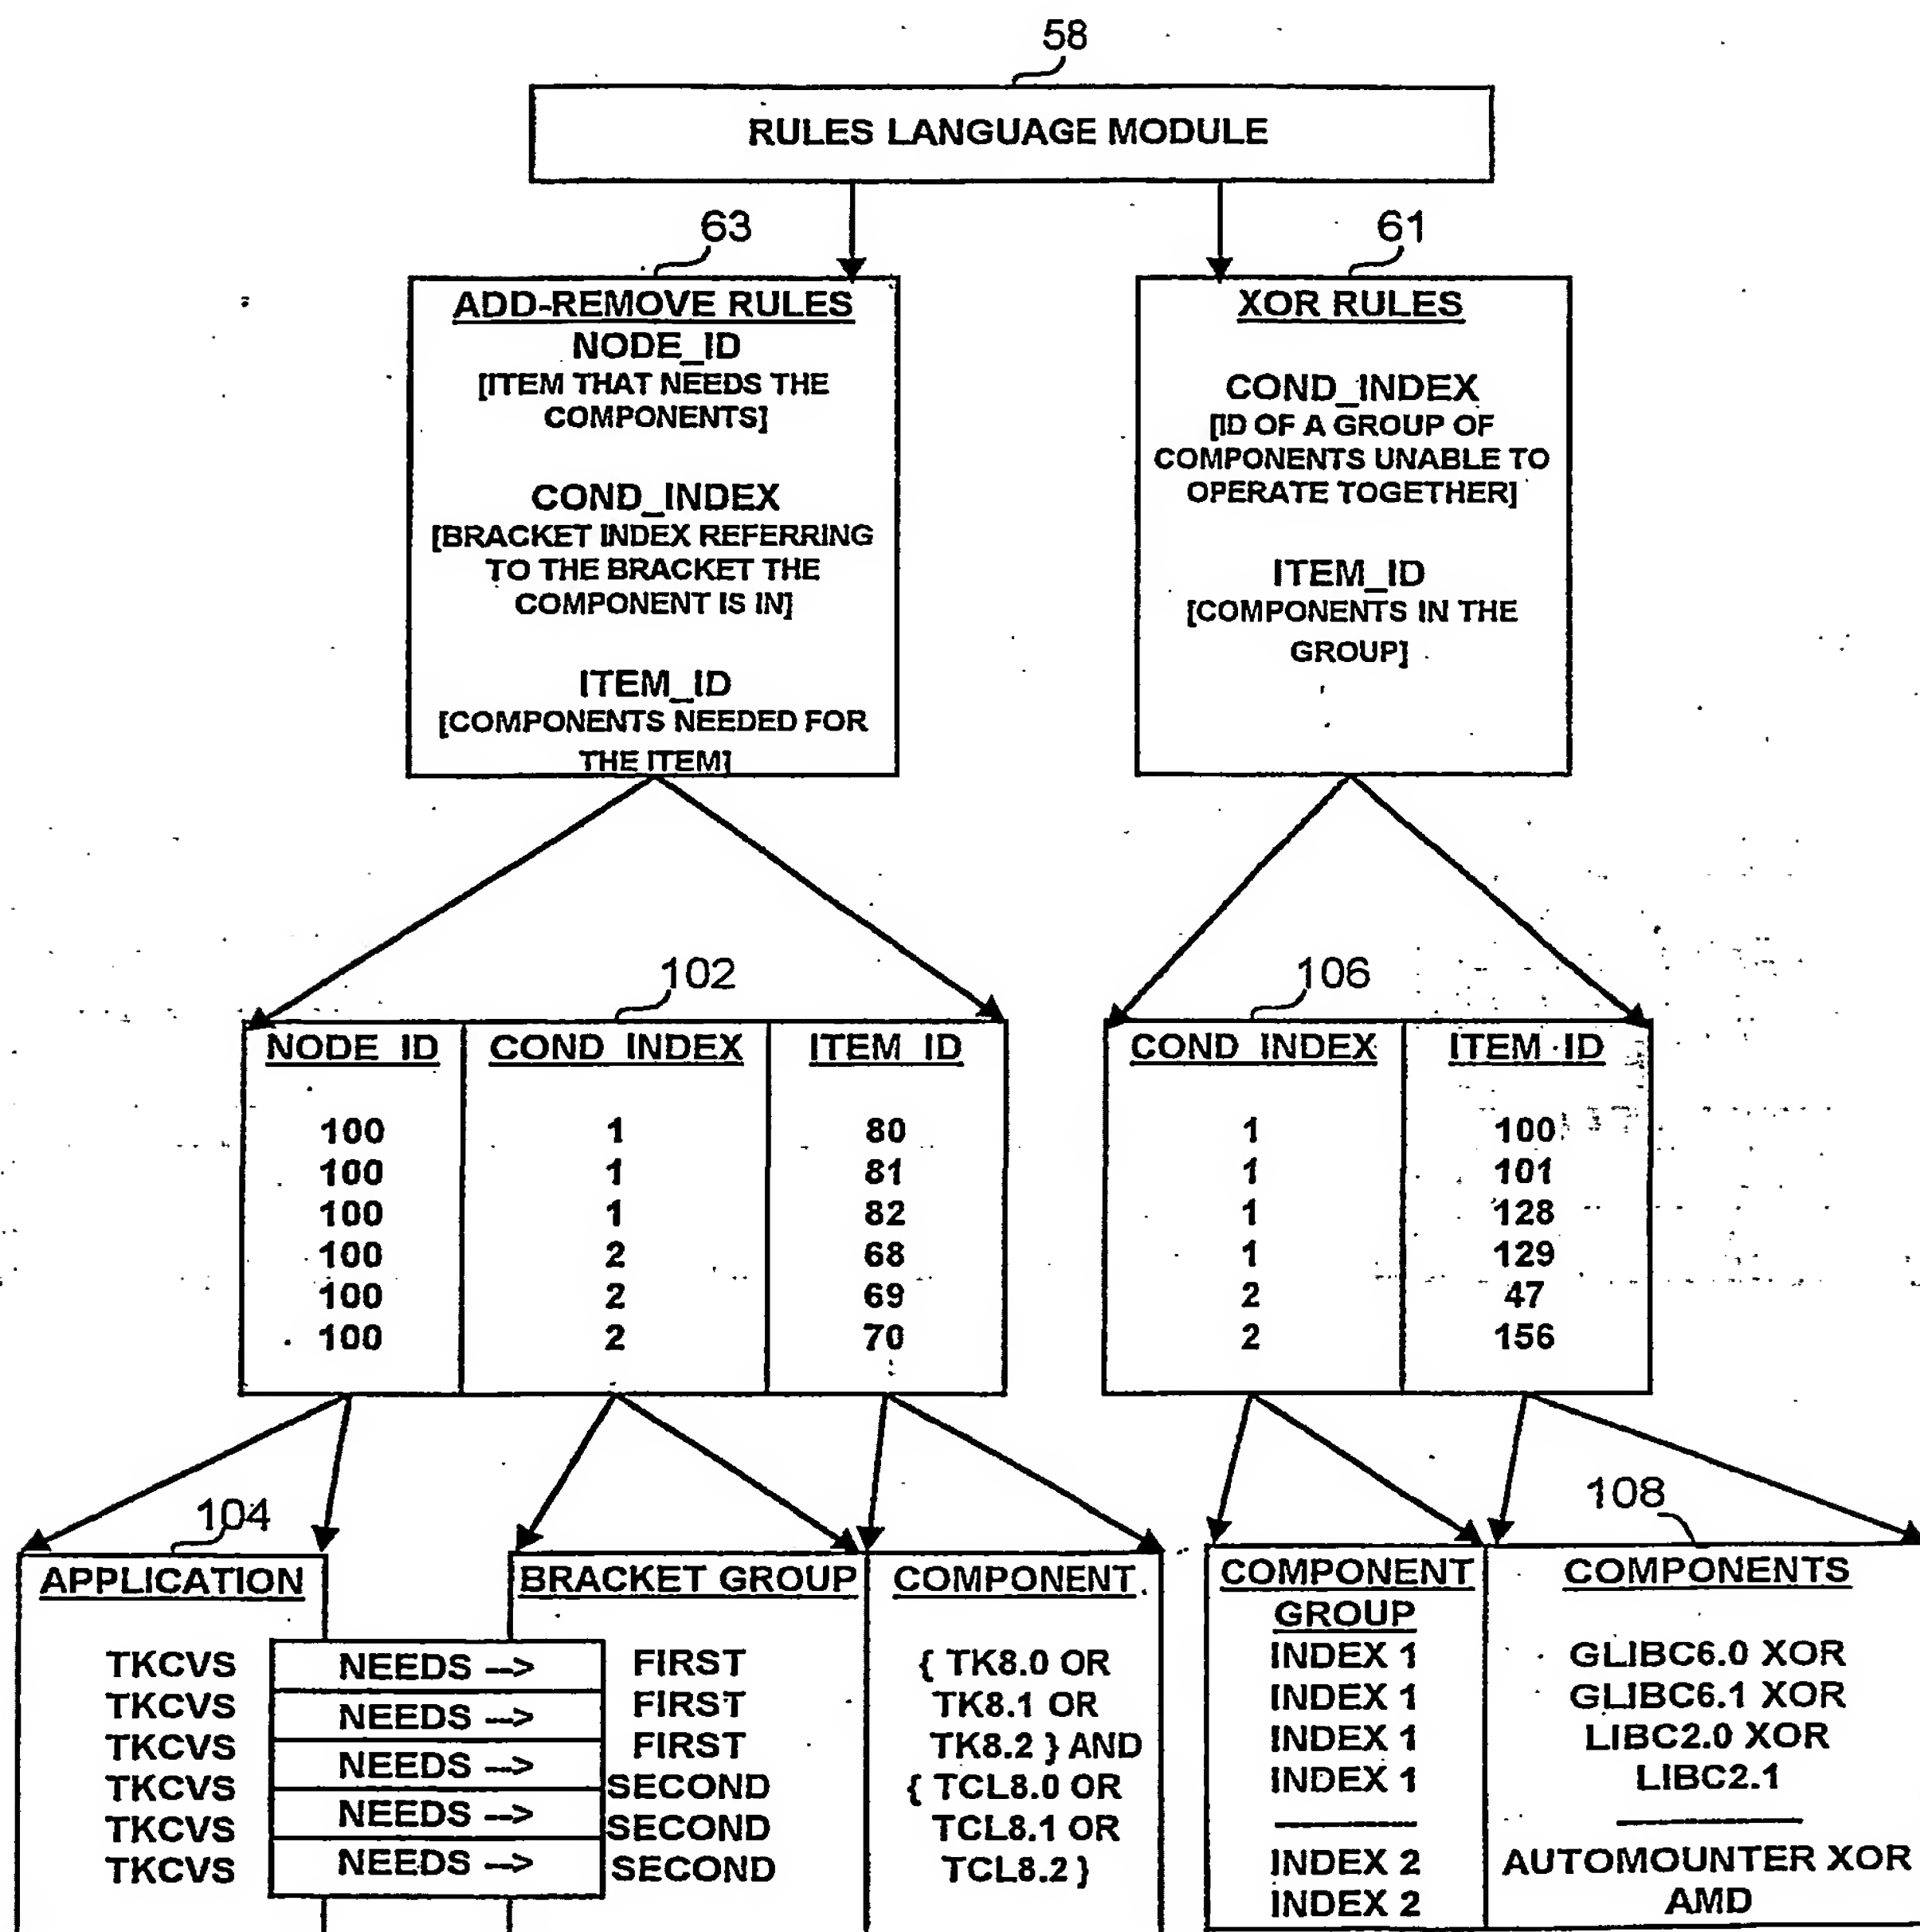 58
RULES LANGUAGE MODULE
63
ADD-REMOVE RULES
NODE_ID
[ITEM THAT NEEDS THE
COMPONENTS]
COND_INDEX
[BRACKET INDEX REFERRING
TO THE BRACKET THE
COMPONENT IS IN]
ITEM_ID
[COMPONENTS NEEDED FOR
THE ITEM]
61
XOR RULES
COND_INDEX
[ID OF A GROUP OF
COMPONENTS UNABLE TO
OPERATE TOGETHER]
ITEM_ID
[COMPONENTS IN THE
GROUP]
102
NODE_ID COND_INDEX ITEM_ID
100 1 80
100 1 81
100 1 82
100 2 68
100 2 69
100 2 70
106
COND_INDEX ITEM_ID
1 100
1 101
1 128
1 129
2 47
2 156
104
APPLICATION BRACKET GROUP COMPONENT
TKCVS NEEDS --> FIRST { TK8.0 OR
TKCVS NEEDS --> FIRST TK8.1 OR
TKCVS NEEDS --> FIRST TK8.2 } AND
TKCVS NEEDS --> SECOND { TCL8.0 OR
TKCVS NEEDS --> SECOND TCL8.1 OR
TKCVS SECOND TCL8.2 }
108
COMPONENT COMPONENTS
GROUP
INDEX 1 GLIBC6.0 XOR
INDEX 1 GLIBC6.1 XOR
INDEX 1 LIBC2.0 XOR
INDEX 1 LIBC2.1
INDEX 2 AUTOMOUNTER XOR
INDEX 2 AMD